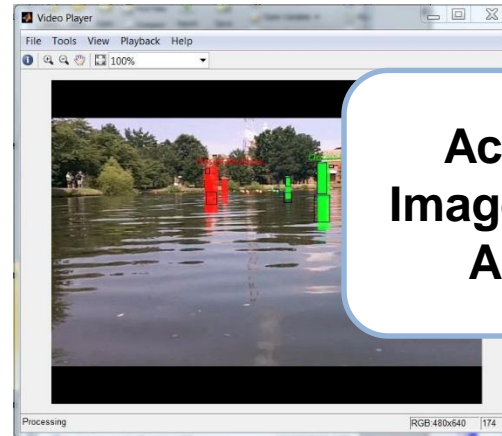 Video Player
File Tools View Playback Help
100%
Ac
Imag
A
Processing
RGB:480x640 174